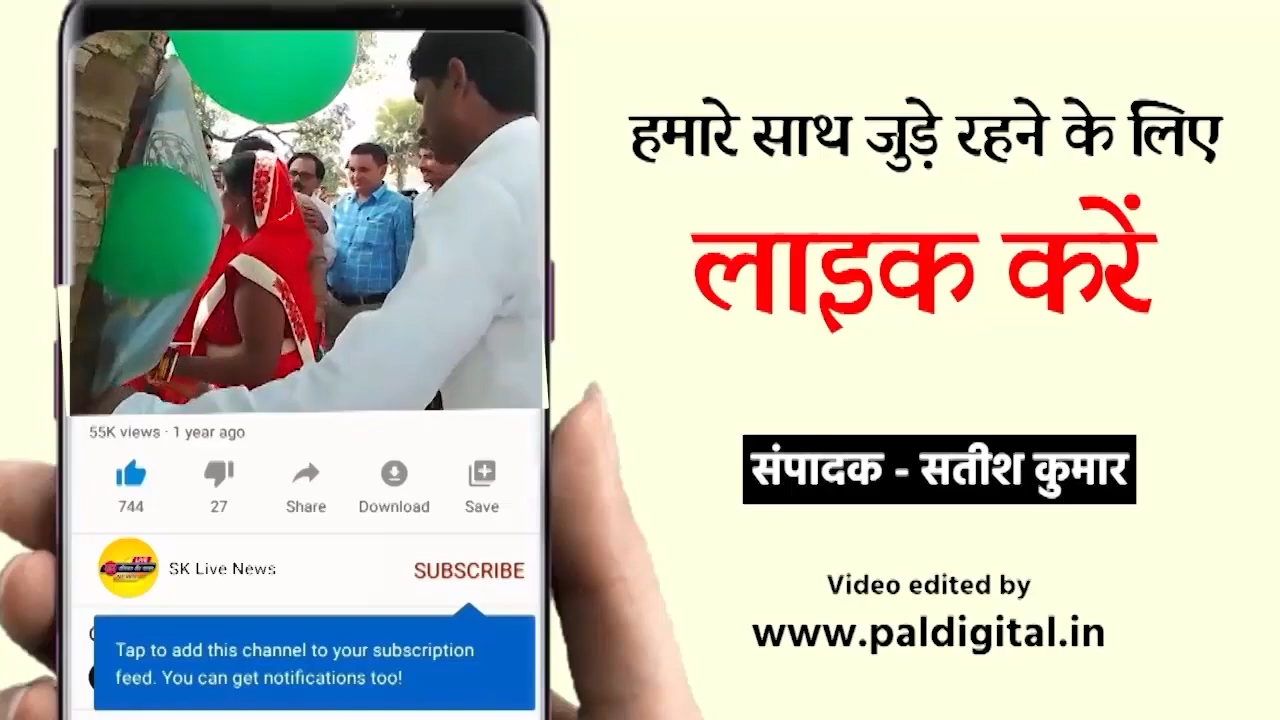 हमारे साथ जुड़े रहने के लिए
लाइक करें
संपादक - सतीश कुमार
Video edited by
www.paldigital.in
55K views · 1 year ago
744
27
Share
Download
Save
SK Live News
SUBSCRIBE
Tap to add this channel to your subscription
feed. You can get notifications too!